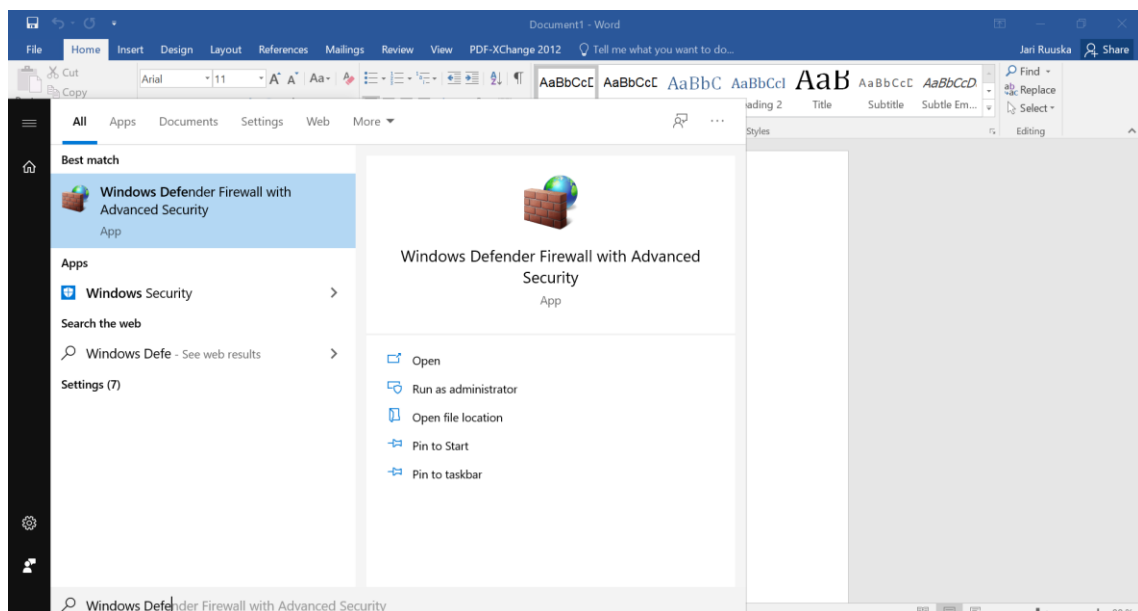 Document1 - Word
File Home Insert Design Layout References Mailings Review View PDF-XChange 2012 Tell me what you want to do... Jari Ruuska Share
Cut
Copy
Arial 11 A A Aa
AaBbCcD AaBbCcD AaBbC AaBbCcl AaB AaBbCcD AaBbCcD
eading 2 Title Subtitle Subtle Em...
Styles
Find
Replace
Select
Editing
All Apps Documents Settings Web More
Best match
Windows Defender Firewall with
Advanced Security
App
Apps
Windows Security
Search the web
Windows Defe - See web results
Settings (7)
Windows Defender Firewall with Advanced
Security
App
Open
Run as administrator
Open file location
Pin to Start
Pin to taskbar
Windows Defender Firewall with Advanced Security